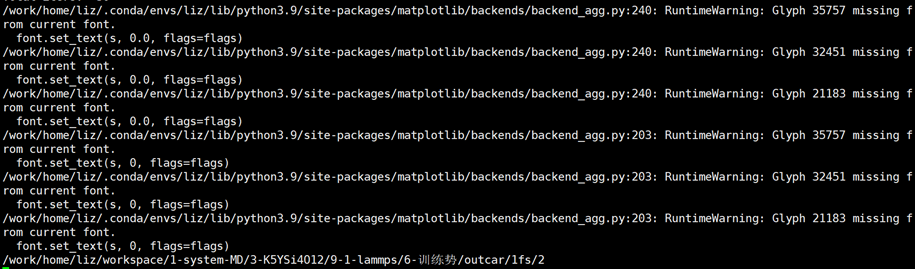 /work/home/liz/.conda/envs/liz/lib/python3.9/site-packages/matplotlib/backends/backend_agg.py:240: RuntimeWarning: Glyph 35757 missing f
rom current font.
  font.set_text(s, 0.0, flags=flags)
/work/home/liz/.conda/envs/liz/lib/python3.9/site-packages/matplotlib/backends/backend_agg.py:240: RuntimeWarning: Glyph 32451 missing f
rom current font.
  font.set_text(s, 0.0, flags=flags)
/work/home/liz/.conda/envs/liz/lib/python3.9/site-packages/matplotlib/backends/backend_agg.py:240: RuntimeWarning: Glyph 21183 missing f
rom current font.
  font.set_text(s, 0.0, flags=flags)
/work/home/liz/.conda/envs/liz/lib/python3.9/site-packages/matplotlib/backends/backend_agg.py:203: RuntimeWarning: Glyph 35757 missing f
rom current font.
  font.set_text(s, 0, flags=flags)
/work/home/liz/.conda/envs/liz/lib/python3.9/site-packages/matplotlib/backends/backend_agg.py:203: RuntimeWarning: Glyph 32451 missing f
rom current font.
  font.set_text(s, 0, flags=flags)
/work/home/liz/.conda/envs/liz/lib/python3.9/site-packages/matplotlib/backends/backend_agg.py:203: RuntimeWarning: Glyph 21183 missing f
rom current font.
  font.set_text(s, 0, flags=flags)
/work/home/liz/workspace/1-system-MD/3-K5YSi4O12/9-1-lammps/6-训练势/outcar/1fs/2